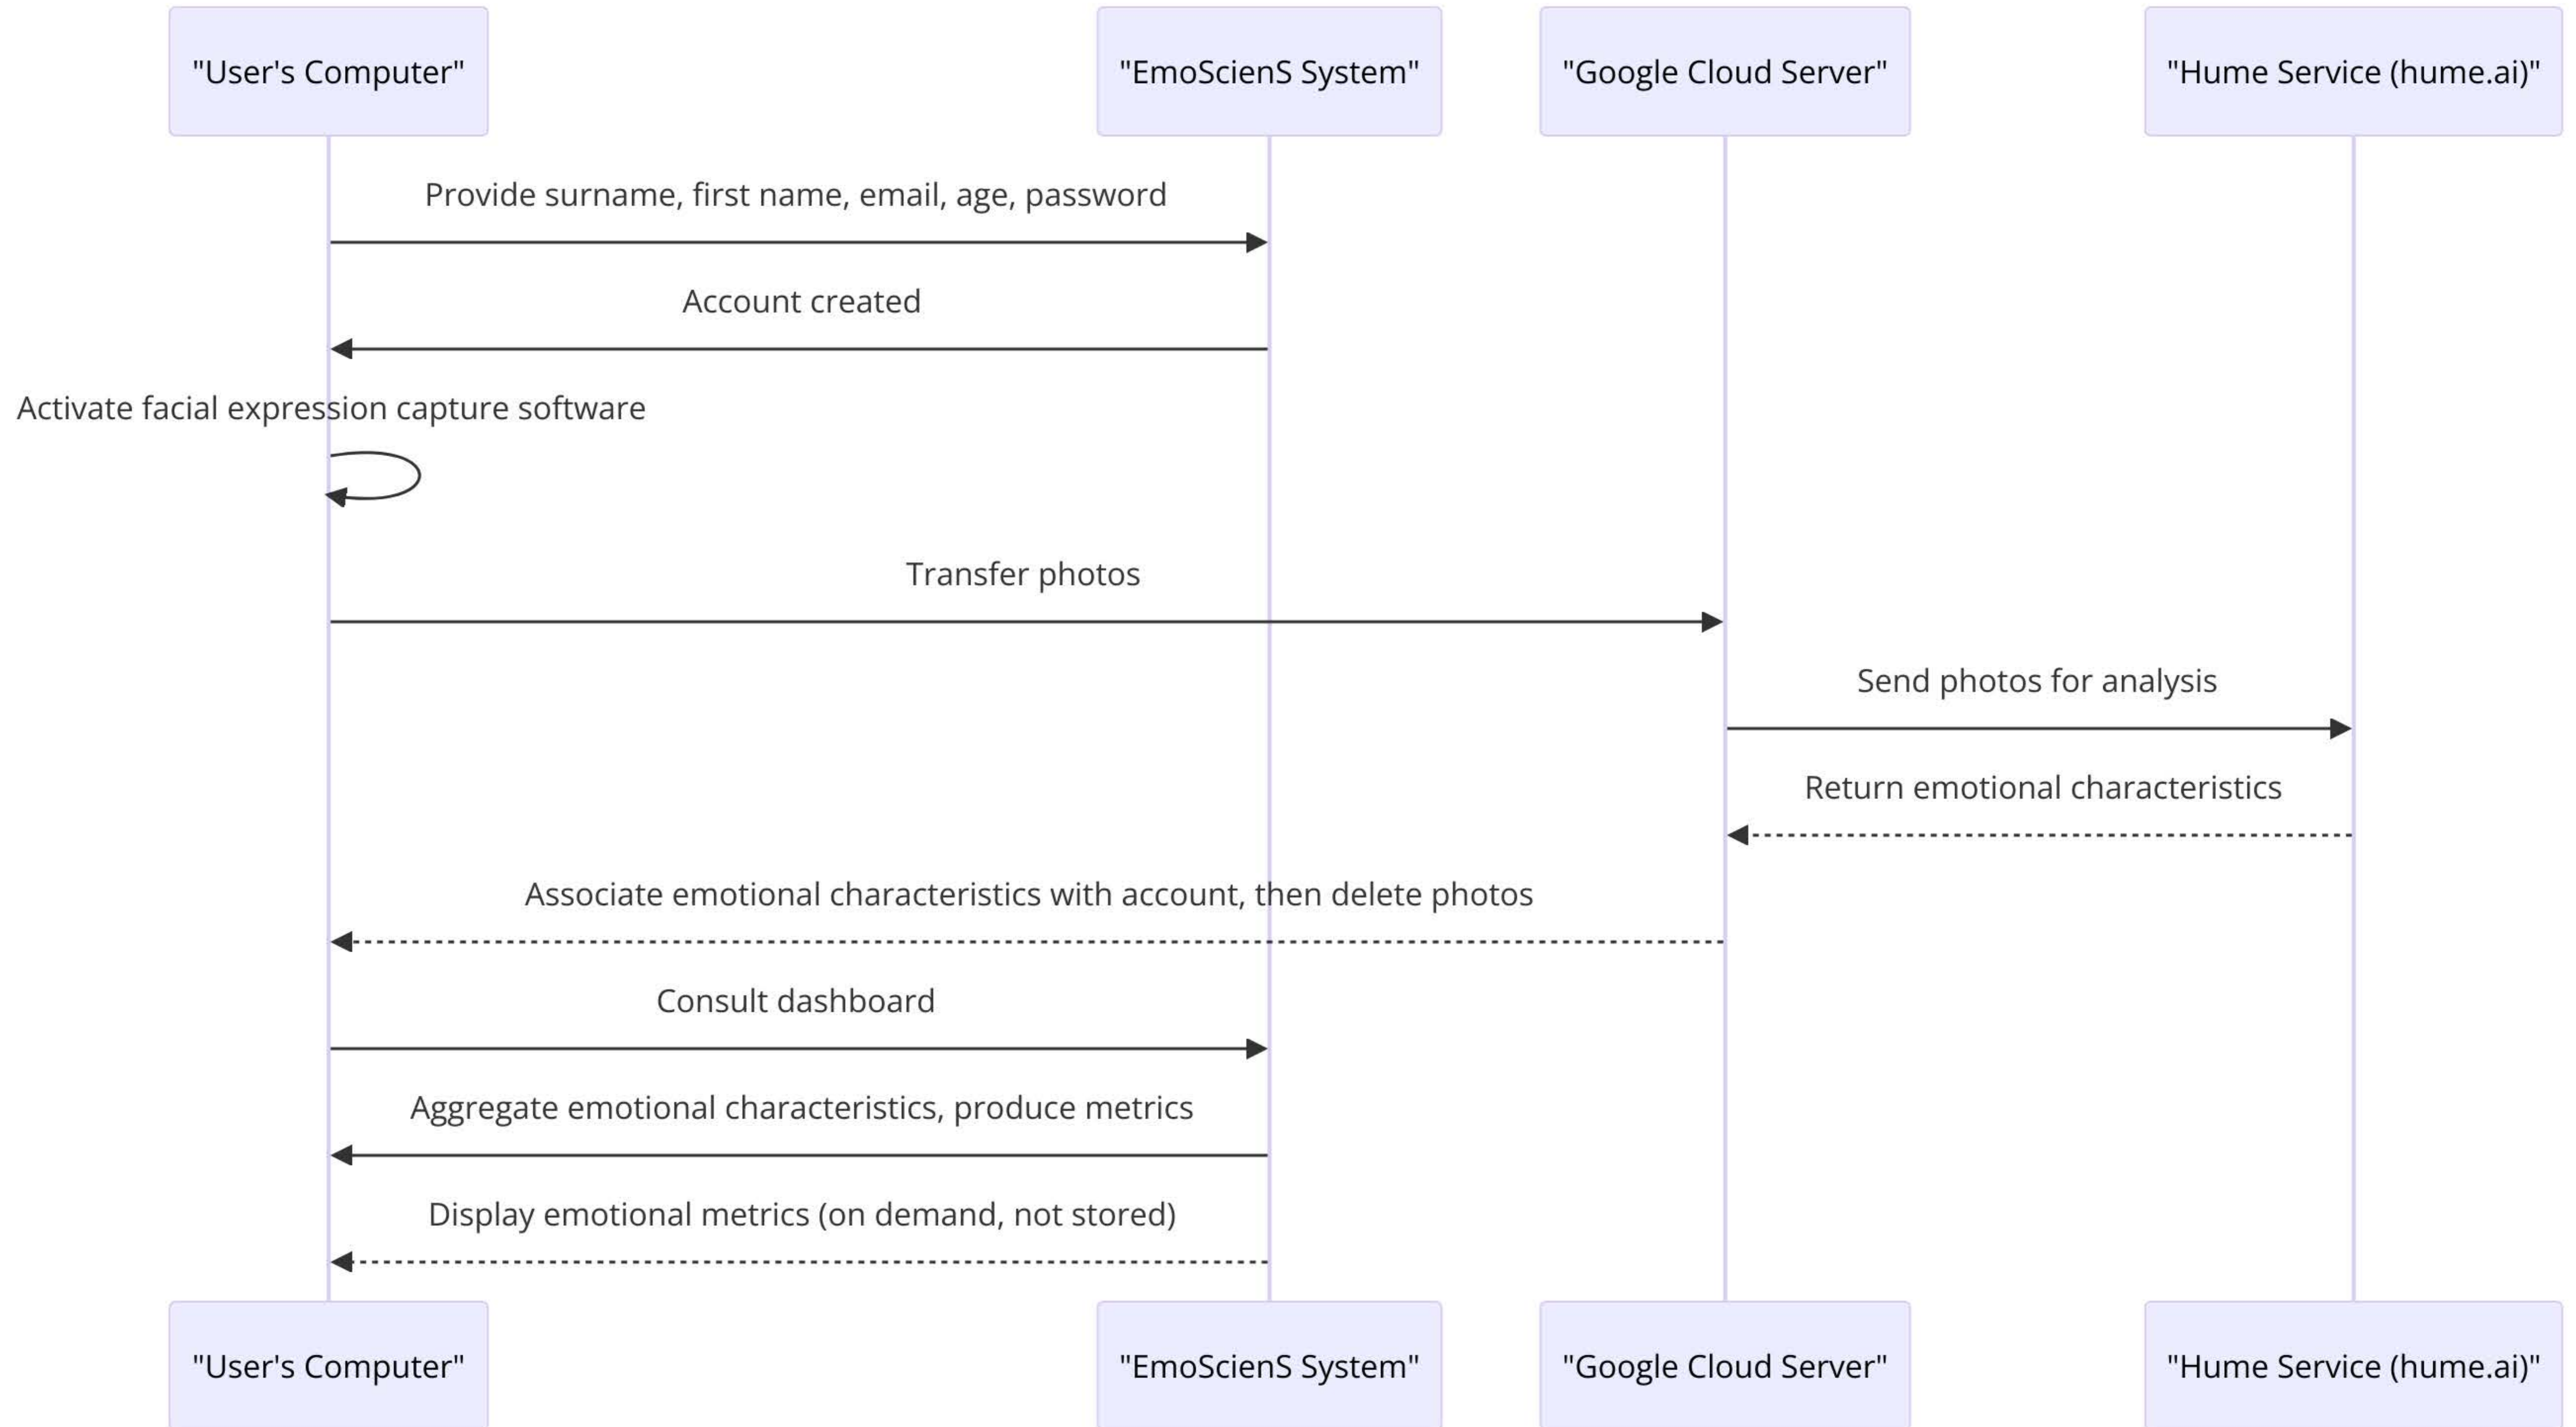 "User's Computer" "EmoScienS System" "Google Cloud Server" "Hume Service (hume.ai)"
Provide surname, first name, email, age, password
Account created
Activate facial expression capture software
Transfer photos
Send photos for analysis
Return emotional characteristics
Associate emotional characteristics with account, then delete photos
Consult dashboard
Aggregate emotional characteristics, produce metrics
Display emotional metrics (on demand, not stored)
"User's Computer" "EmoScienS System" "Google Cloud Server" "Hume Service (hume.ai)"